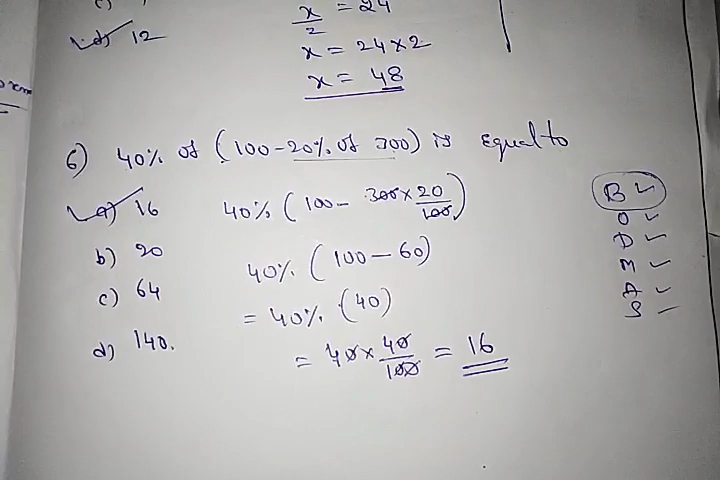 x/2 = 24
d) 12
x = 24×2
x = 48
6) 40% of (100-20% of 300) is equal to
a) 16
40% (100 - 300×20/100)
b) 20
40% (100-60)
c) 64
= 40% (40)
d) 140.
= 40×40/100 = 16
B
O
D
M
A
S